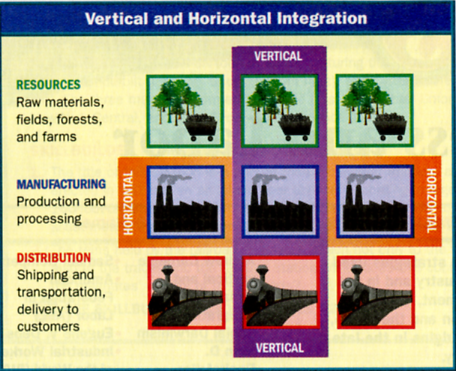 Vertical and Horizontal Integration
VERTICAL
RESOURCES
Raw materials,
fields, forests,
and farms
MANUFACTURING
Production and
processing
HORIZONTAL
HORIZONTAL
DISTRIBUTION
Shipping and
transportation,
delivery to
customers
VERTICAL